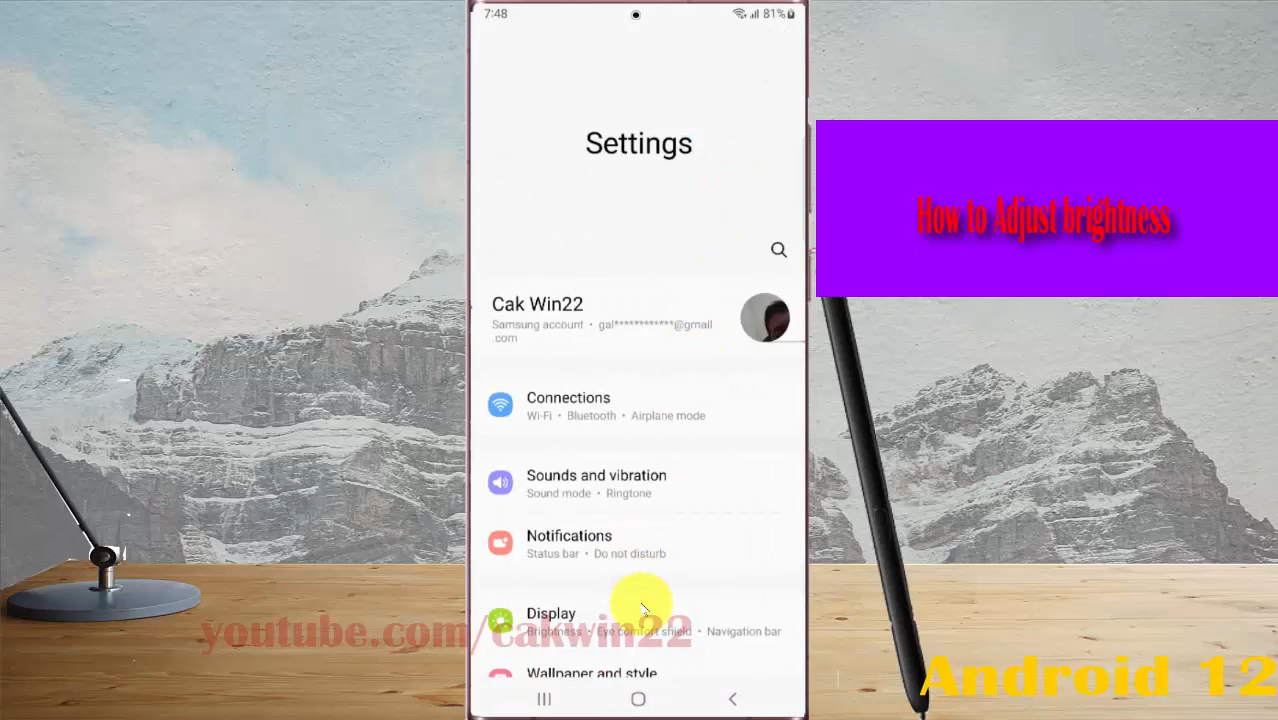 7:48
81%
Settings
Cak Win22
Samsung account • gal************@gmail
.com
Connections
Wi-Fi • Bluetooth • Airplane mode
Sounds and vibration
Sound mode • Ringtone
Notifications
Status bar • Do not disturb
Display
Brightness • Eye comfort shield • Navigation bar
Wallpaper and style
youtube.com/cakwin22
How to Adjust brightness
Android 12